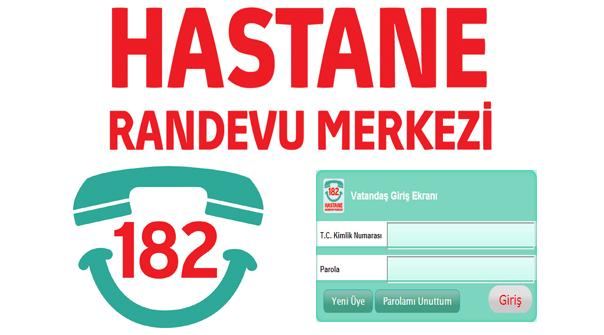 HASTANE
RANDEVU MERKEZİ
182
182
HASTANE
Vatandaş Giriş Ekranı
T.C. Kimlik Numarası
Parola
Yeni Üye
Parolamı Unuttum
Giriş